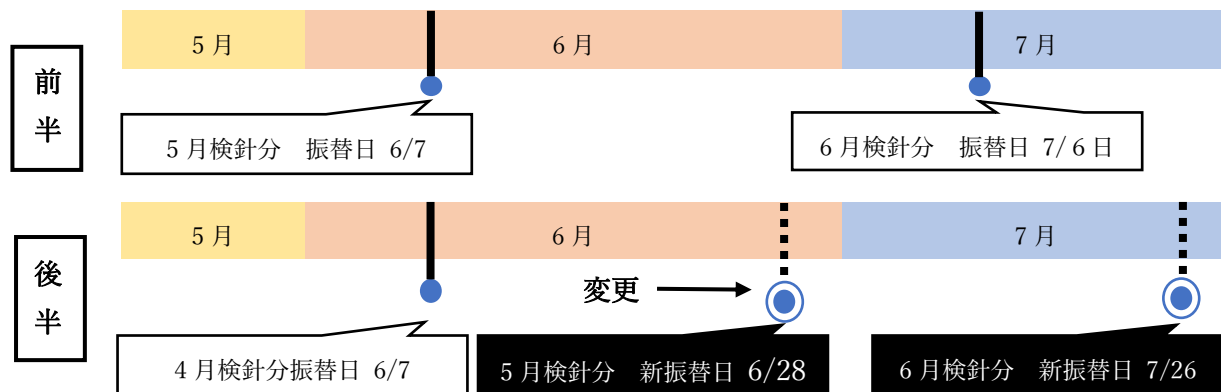 前半
5月 6月 7月
5月検針分 振替日 6/7
6月検針分 振替日 7/6日
後半
5月 6月 7月
変更
4月検針分振替日 6/7
5月検針分 新振替日 6/28
6月検針分 新振替日 7/26